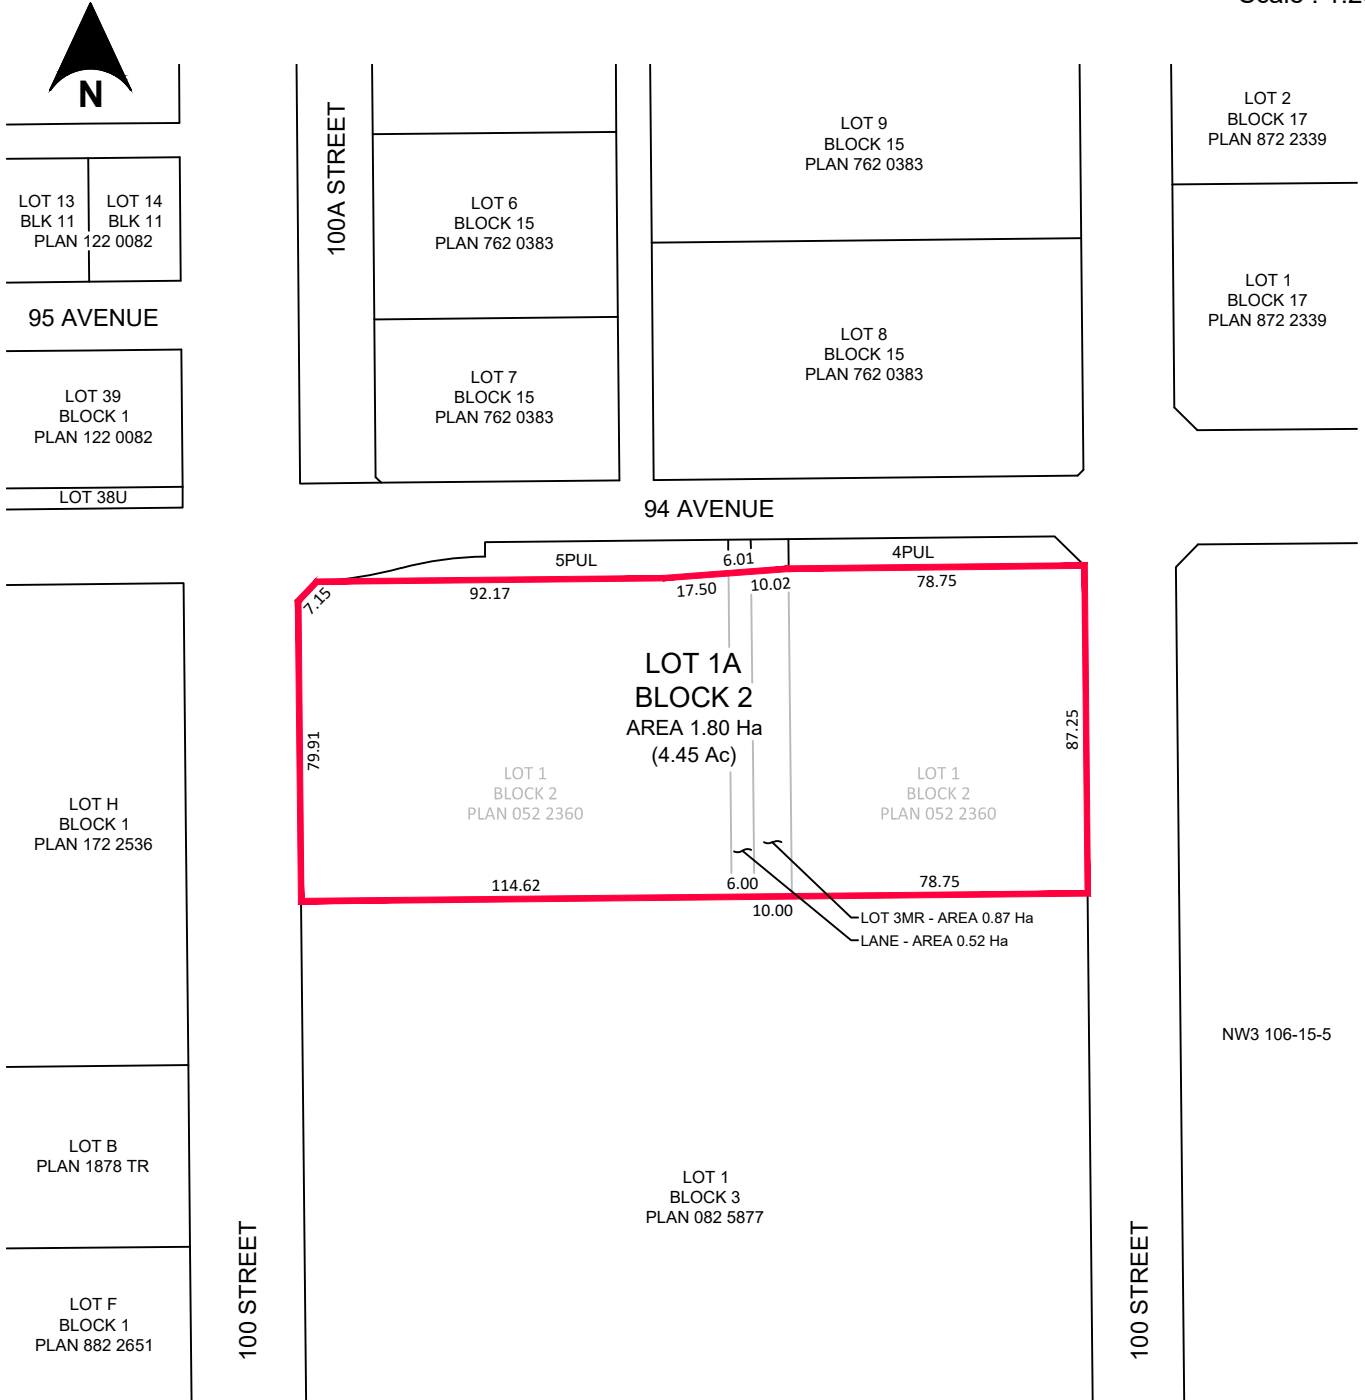 Scale : 1:2
N
LOT 2
BLOCK 17
PLAN 872 2339
LOT 9
BLOCK 15
PLAN 762 0383
100A STREET
LOT 13
BLK 11
LOT 14
BLK 11
PLAN 122 0082
LOT 6
BLOCK 15
PLAN 762 0383
LOT 1
BLOCK 17
PLAN 872 2339
95 AVENUE
LOT 8
BLOCK 15
PLAN 762 0383
LOT 7
BLOCK 15
PLAN 762 0383
LOT 39
BLOCK 1
PLAN 122 0082
LOT 38U
94 AVENUE
5PUL
6.01
4PUL
7.15
92.17
17.50
10.02
78.75
LOT 1A
BLOCK 2
AREA 1.80 Ha
(4.45 Ac)
79.91
87.25
LOT 1
BLOCK 2
PLAN 052 2360
LOT 1
BLOCK 2
PLAN 052 2360
LOT H
BLOCK 1
PLAN 172 2536
114.62
6.00
78.75
10.00
LOT 3MR - AREA 0.87 Ha
LANE - AREA 0.52 Ha
NW3 106-15-5
LOT B
PLAN 1878 TR
LOT 1
BLOCK 3
PLAN 082 5877
100 STREET
100 STREET
LOT F
BLOCK 1
PLAN 882 2651